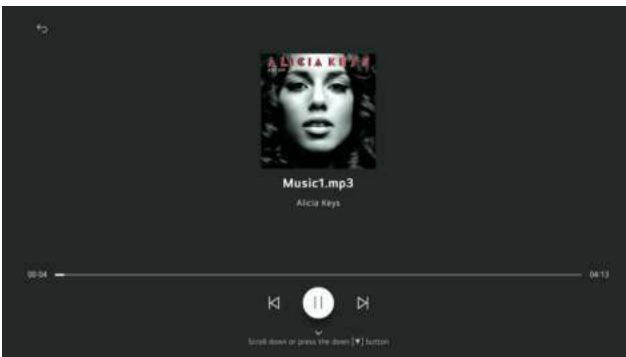 ALICIA KEYS
Music1.mp3
Alicia Keys
00:04
04:13
Scroll down or press the down [▼] button